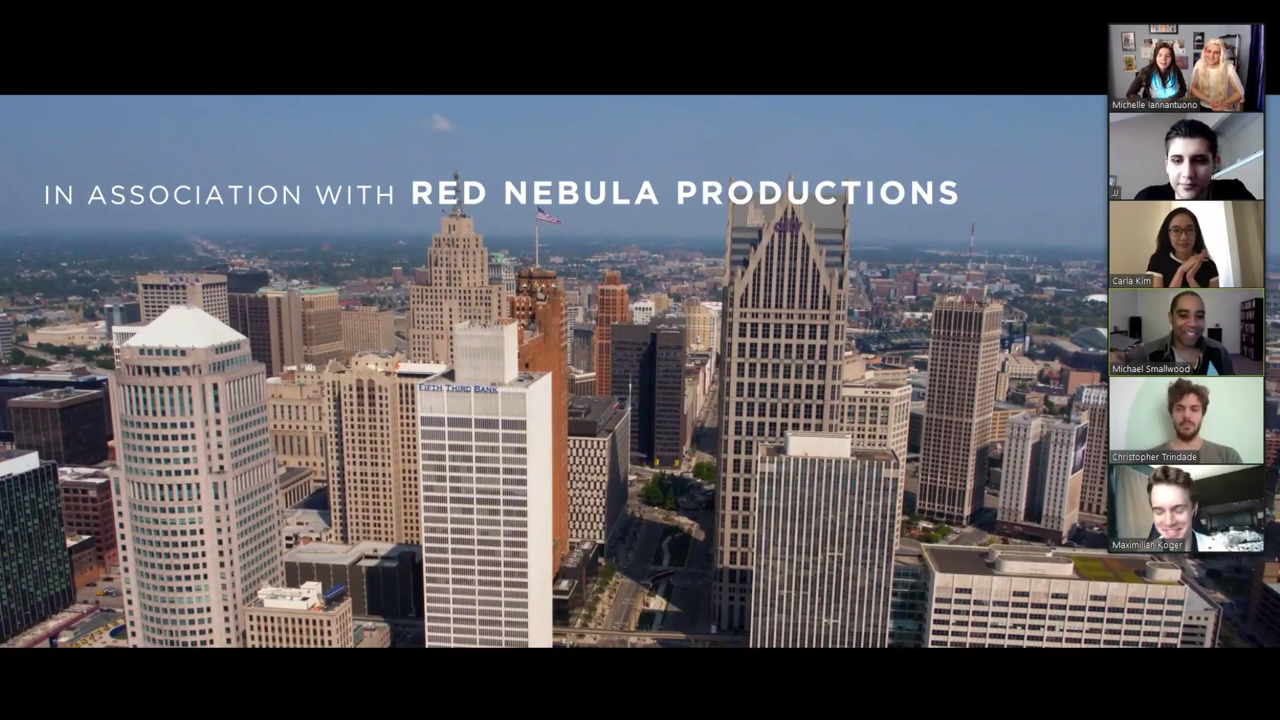 IN ASSOCIATION WITH RED NEBULA PRODUCTIONS
FIFTH THIRD BANK
Michelle Iannantuono
JJ
Carla Kim
Michael Smallwood
Christopher Trindade
Maximilian Koger